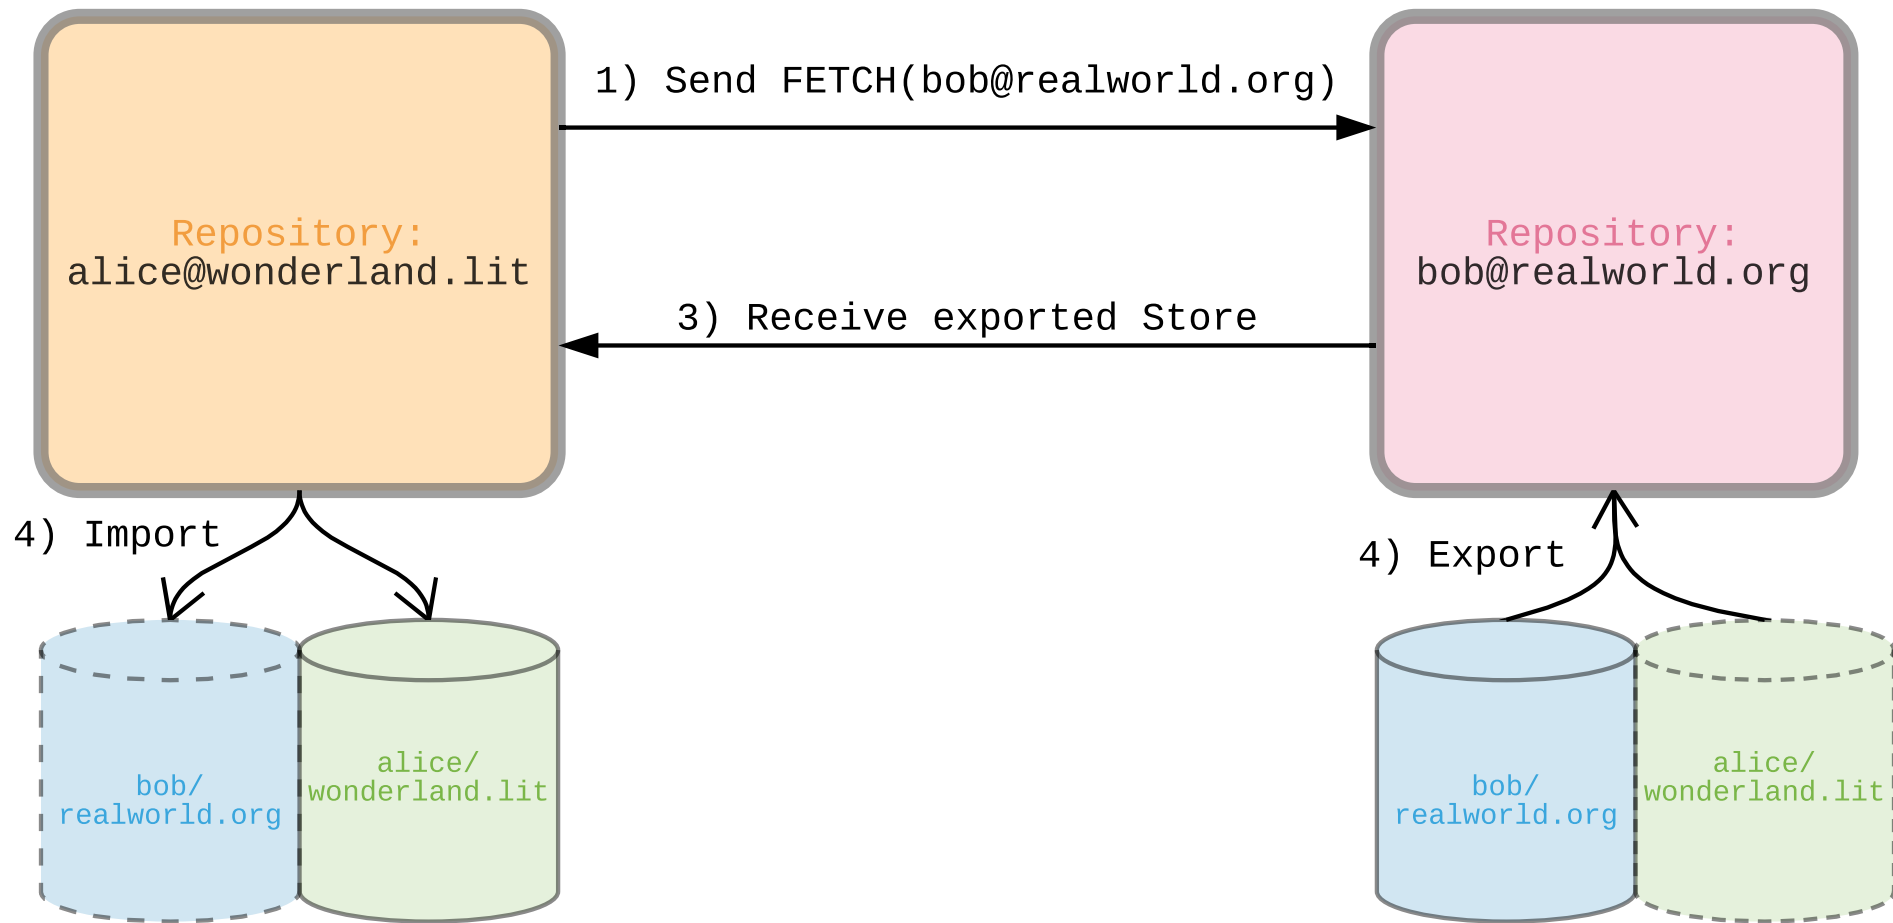 1) Send FETCH(bob@realworld.org)
Repository:
alice@wonderland.lit
Repository:
bob@realworld.org
3) Receive exported Store
4) Import
4) Export
bob/
realworld.org
alice/
wonderland.lit
bob/
realworld.org
alice/
wonderland.lit